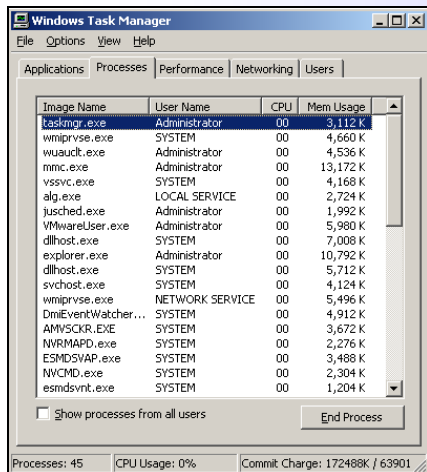 Windows Task Manager
File Options View Help
Applications Processes Performance Networking Users
Image Name User Name CPU Mem Usage
taskmgr.exe Administrator 00 3,112 K
wmiprvse.exe SYSTEM 00 4,660 K
wuauclt.exe Administrator 00 4,536 K
mmc.exe Administrator 00 13,172 K
vssvc.exe SYSTEM 00 4,168 K
alg.exe LOCAL SERVICE 00 2,724 K
jusched.exe Administrator 00 1,992 K
VMwareUser.exe Administrator 00 5,980 K
dllhost.exe SYSTEM 00 7,008 K
explorer.exe Administrator 00 10,792 K
dllhost.exe SYSTEM 00 5,712 K
svchost.exe SYSTEM 00 4,124 K
wmiprvse.exe NETWORK SERVICE 00 5,496 K
DmiEventWatcher... SYSTEM 00 4,912 K
AMVSCKR.EXE SYSTEM 00 3,672 K
NVRMAPD.exe SYSTEM 00 2,276 K
ESMDSVAP.exe SYSTEM 00 3,488 K
NVCMD.exe SYSTEM 00 2,304 K
esmdsvnt.exe SYSTEM 00 1,204 K
Show processes from all users
End Process
Processes: 45 CPU Usage: 0% Commit Charge: 172488K / 63901